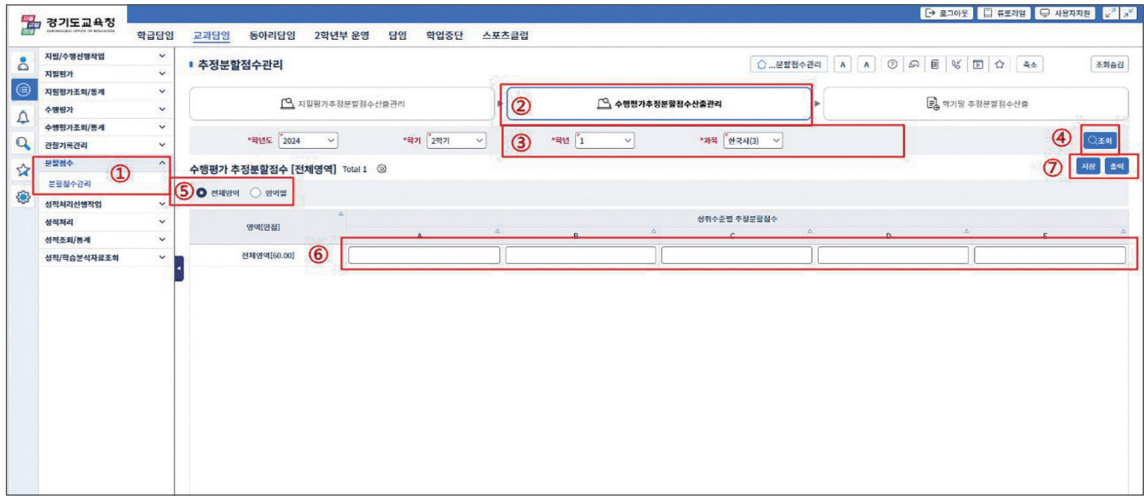 로그아웃 튜토리얼 사용자지원
경기도교육청
학급담임 교과담임 동아리담임 2학년부 운영 담임 학업중단 스포츠클럽
지필/수행선행작업
지필평가
지필평가조회/통계
수행평가
수행평가조회/통계
관찰기록관리
분할점수
①
분할점수관리
성적처리선행작업
성적처리
성적조회/통계
성적/학습분석자료조회
추정분할점수관리
...분할점수관리 A A 축소 조회숨김
지필평가추정분할점수산출관리 ② 수행평가추정분할점수산출관리 학기말 추정분할점수산출
*학년도 2024 *학기 2학기 ③ *학년 1 *과목 한국사(3) ④ 조회
수행평가 추정분할점수 [전체영역] Total 1 ⑦ 저장 출력
⑤ 전체영역 영역별
영역[만점] 성취수준별 추정분할점수
A B C D E
전체영역[60.00] ⑥